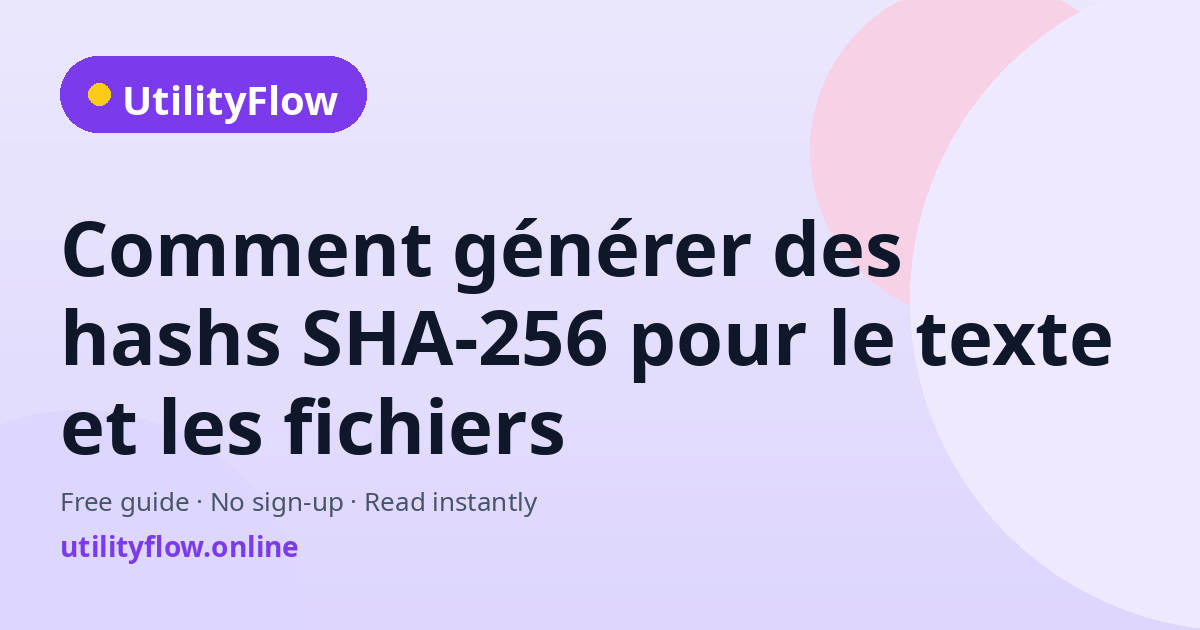 UtilityFlow
Comment générer des
hashs SHA-256 pour le texte
et les fichiers
Free guide · No sign-up · Read instantly
utilityflow.online